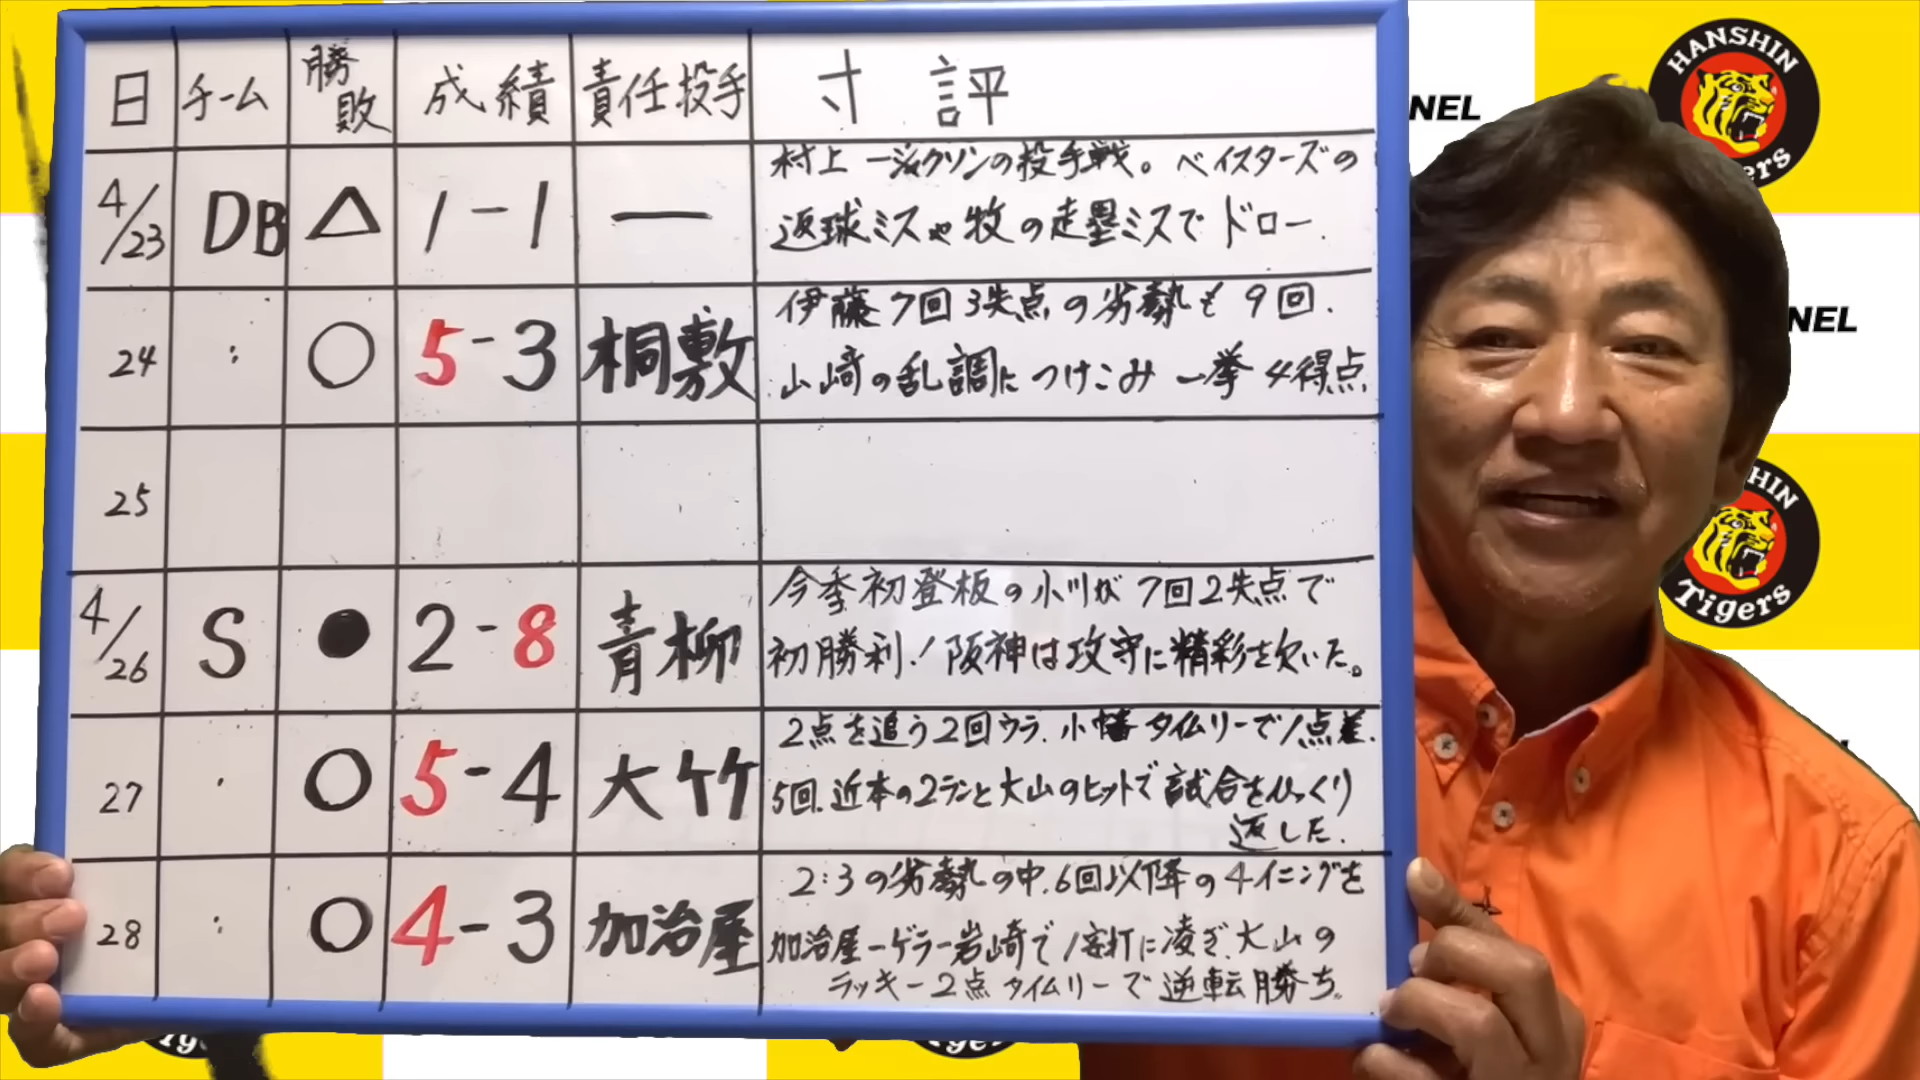 日 チーム 勝敗 成績 責任投手 寸評
4/23 DB △ 1-1 — 村上ージャクソンの投手戦。ベイスターズの
返球ミスや牧の走塁ミスでドロー.
24 : ○ 5-3 桐敷 伊藤7回3失点の劣勢も9回.
山﨑の乱調につけこみ一挙4得点
25
4/26 S ● 2-8 青柳 今季初登板の小川が7回2失点で
初勝利!阪神は攻守に精彩を欠いた。
27 : ○ 5-4 大竹 2点を追う2回ウラ.小幡タイムリーで1点差.
5回.近本の2ランと大山のヒットで試合をひっくり
返した.
28 : ○ 4-3 加治屋 2:3の劣勢の中.6回以降の4イニングを
加治屋ーゲラー岩崎で1安打に凌ぎ.大山の
ラッキー2点タイムリーで逆転勝ち。
HANSHIN
Tigers
NEL
NEL
HANSHIN
Tigers